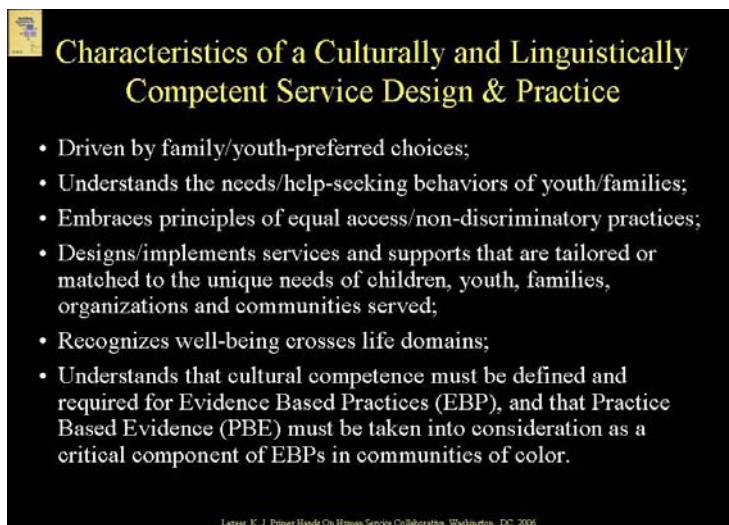 Characteristics of a Culturally and Linguistically
Competent Service Design & Practice
• Driven by family/youth-preferred choices;
• Understands the needs/help-seeking behaviors of youth/families;
• Embraces principles of equal access/non-discriminatory practices;
• Designs/implements services and supports that are tailored or
matched to the unique needs of children, youth, families,
organizations and communities served;
• Recognizes well-being crosses life domains;
• Understands that cultural competence must be defined and
required for Evidence Based Practices (EBP), and that Practice
Based Evidence (PBE) must be taken into consideration as a
critical component of EBPs in communities of color.
Lazear, K. J. Primer Hands On Human Service Collaborative, Washington, DC, 2006